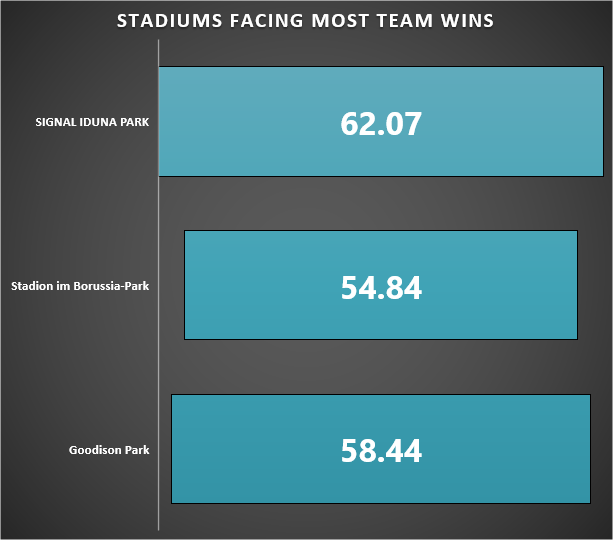 STADIUMS FACING MOST TEAM WINS
SIGNAL IDUNA PARK
62.07
Stadion im Borussia-Park
54.84
Goodison Park
58.44